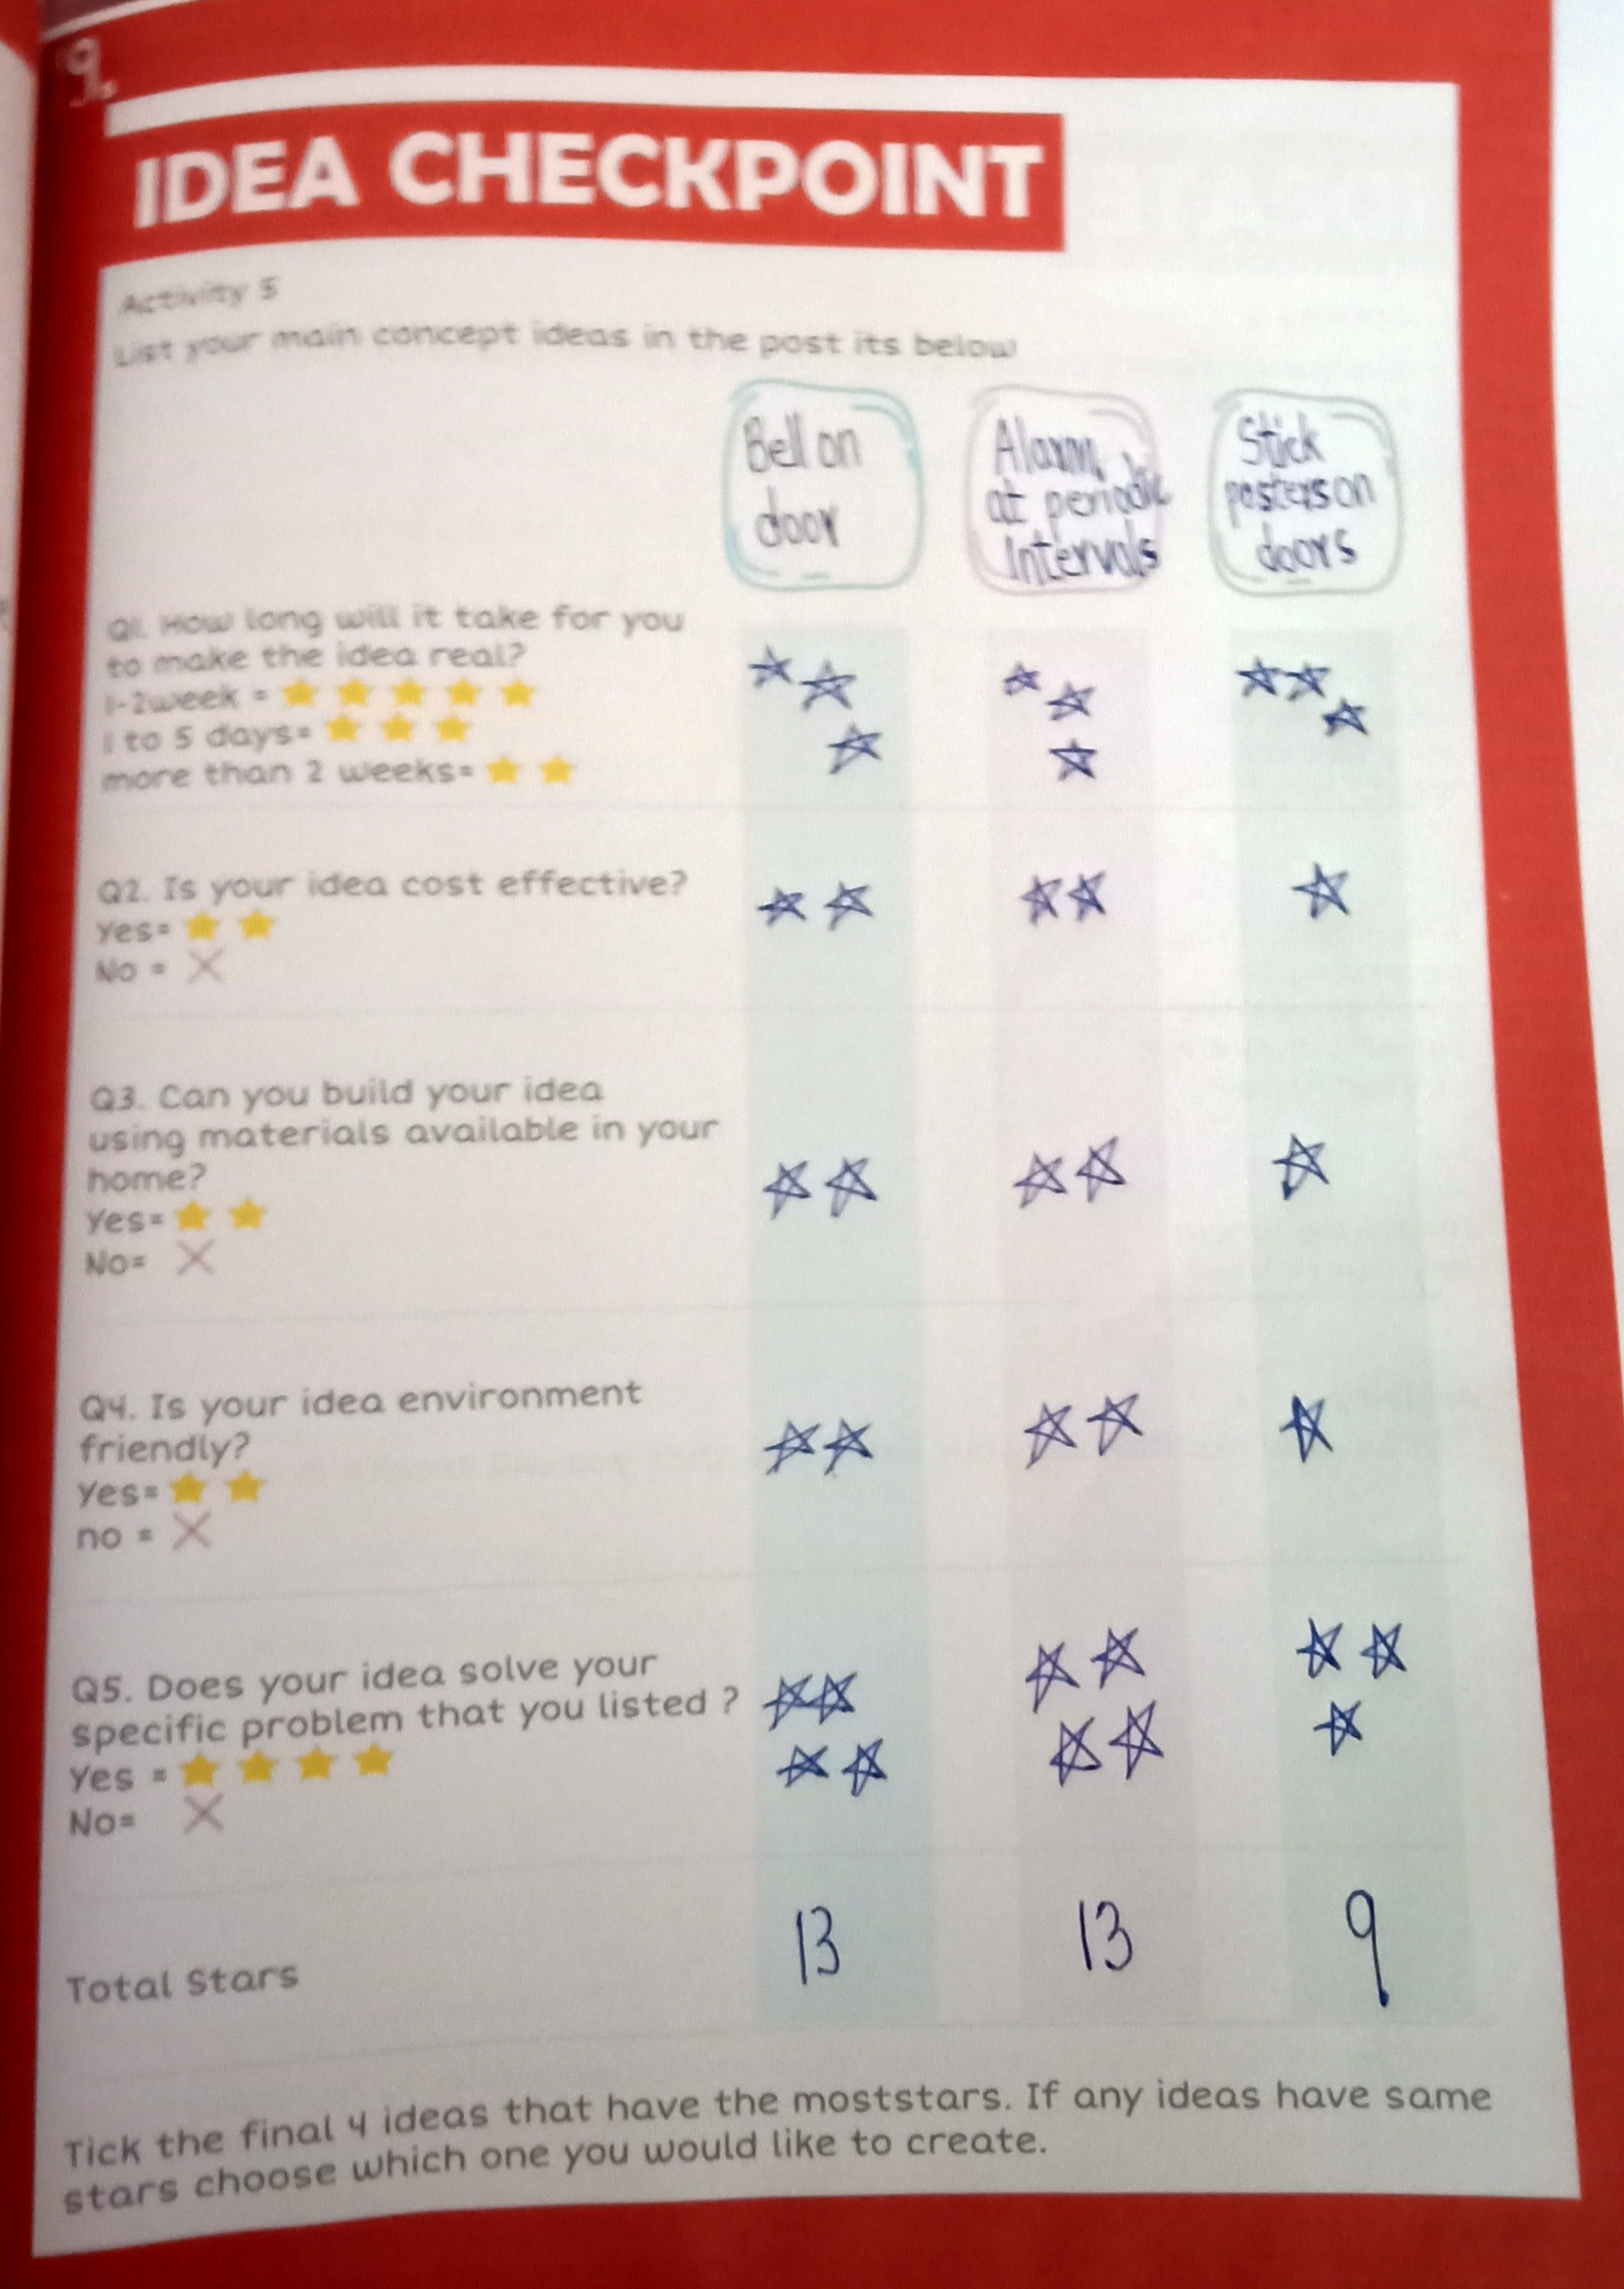 9.
IDEA CHECKPOINT
Activity 5
List your main concept ideas in the post its below
Bell on
door
Alarm
at periodic
Intervals
Stick
posters on
doors
Q1. How long will it take for you
to make the idea real?
1-2week =
1 to 5 days=
more than 2 weeks=
Q2. Is your idea cost effective?
Yes=
No =
Q3. Can you build your idea
using materials available in your
home?
Yes=
No=
Q4. Is your idea environment
friendly?
Yes=
no =
Q5. Does your idea solve your
specific problem that you listed ?
Yes =
No=
Total Stars
13
13
9
Tick the final 4 ideas that have the moststars. If any ideas have same
stars choose which one you would like to create.